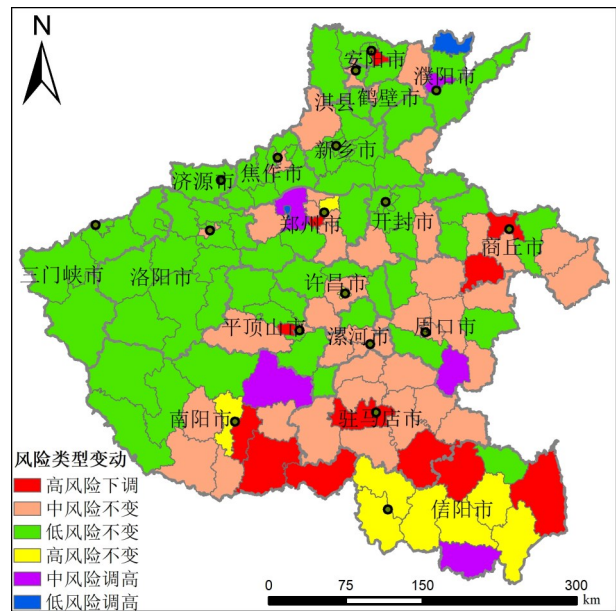 N
安阳市
濮阳市
淇县
鹤壁市
新乡市
焦作市
济源市
郑州市
开封市
商丘市
三门峡市
洛阳市
许昌市
平顶山市
漯河市
周口市
南阳市
驻马店市
信阳市
风险类型变动
高风险下调
中风险不变
低风险不变
高风险不变
中风险调高
低风险调高
0 75 150 300
km